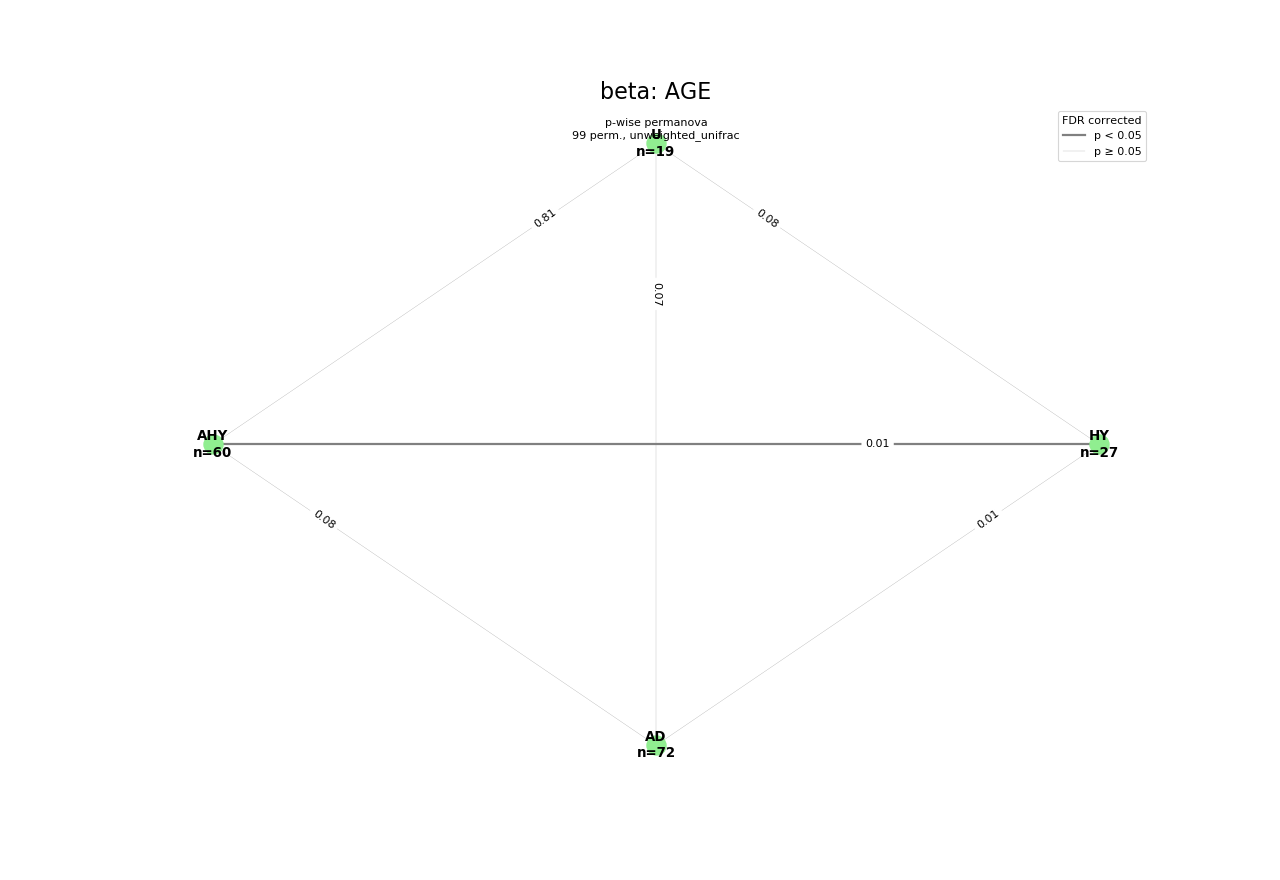 beta: AGE
p-wise permanova
99 perm., unweighted_unifrac
U
n=19
FDR corrected
p < 0.05
p ≥ 0.05
0.81
0.08
0.07
AHY
n=60
0.01
HY
n=27
0.08
0.01
AD
n=72